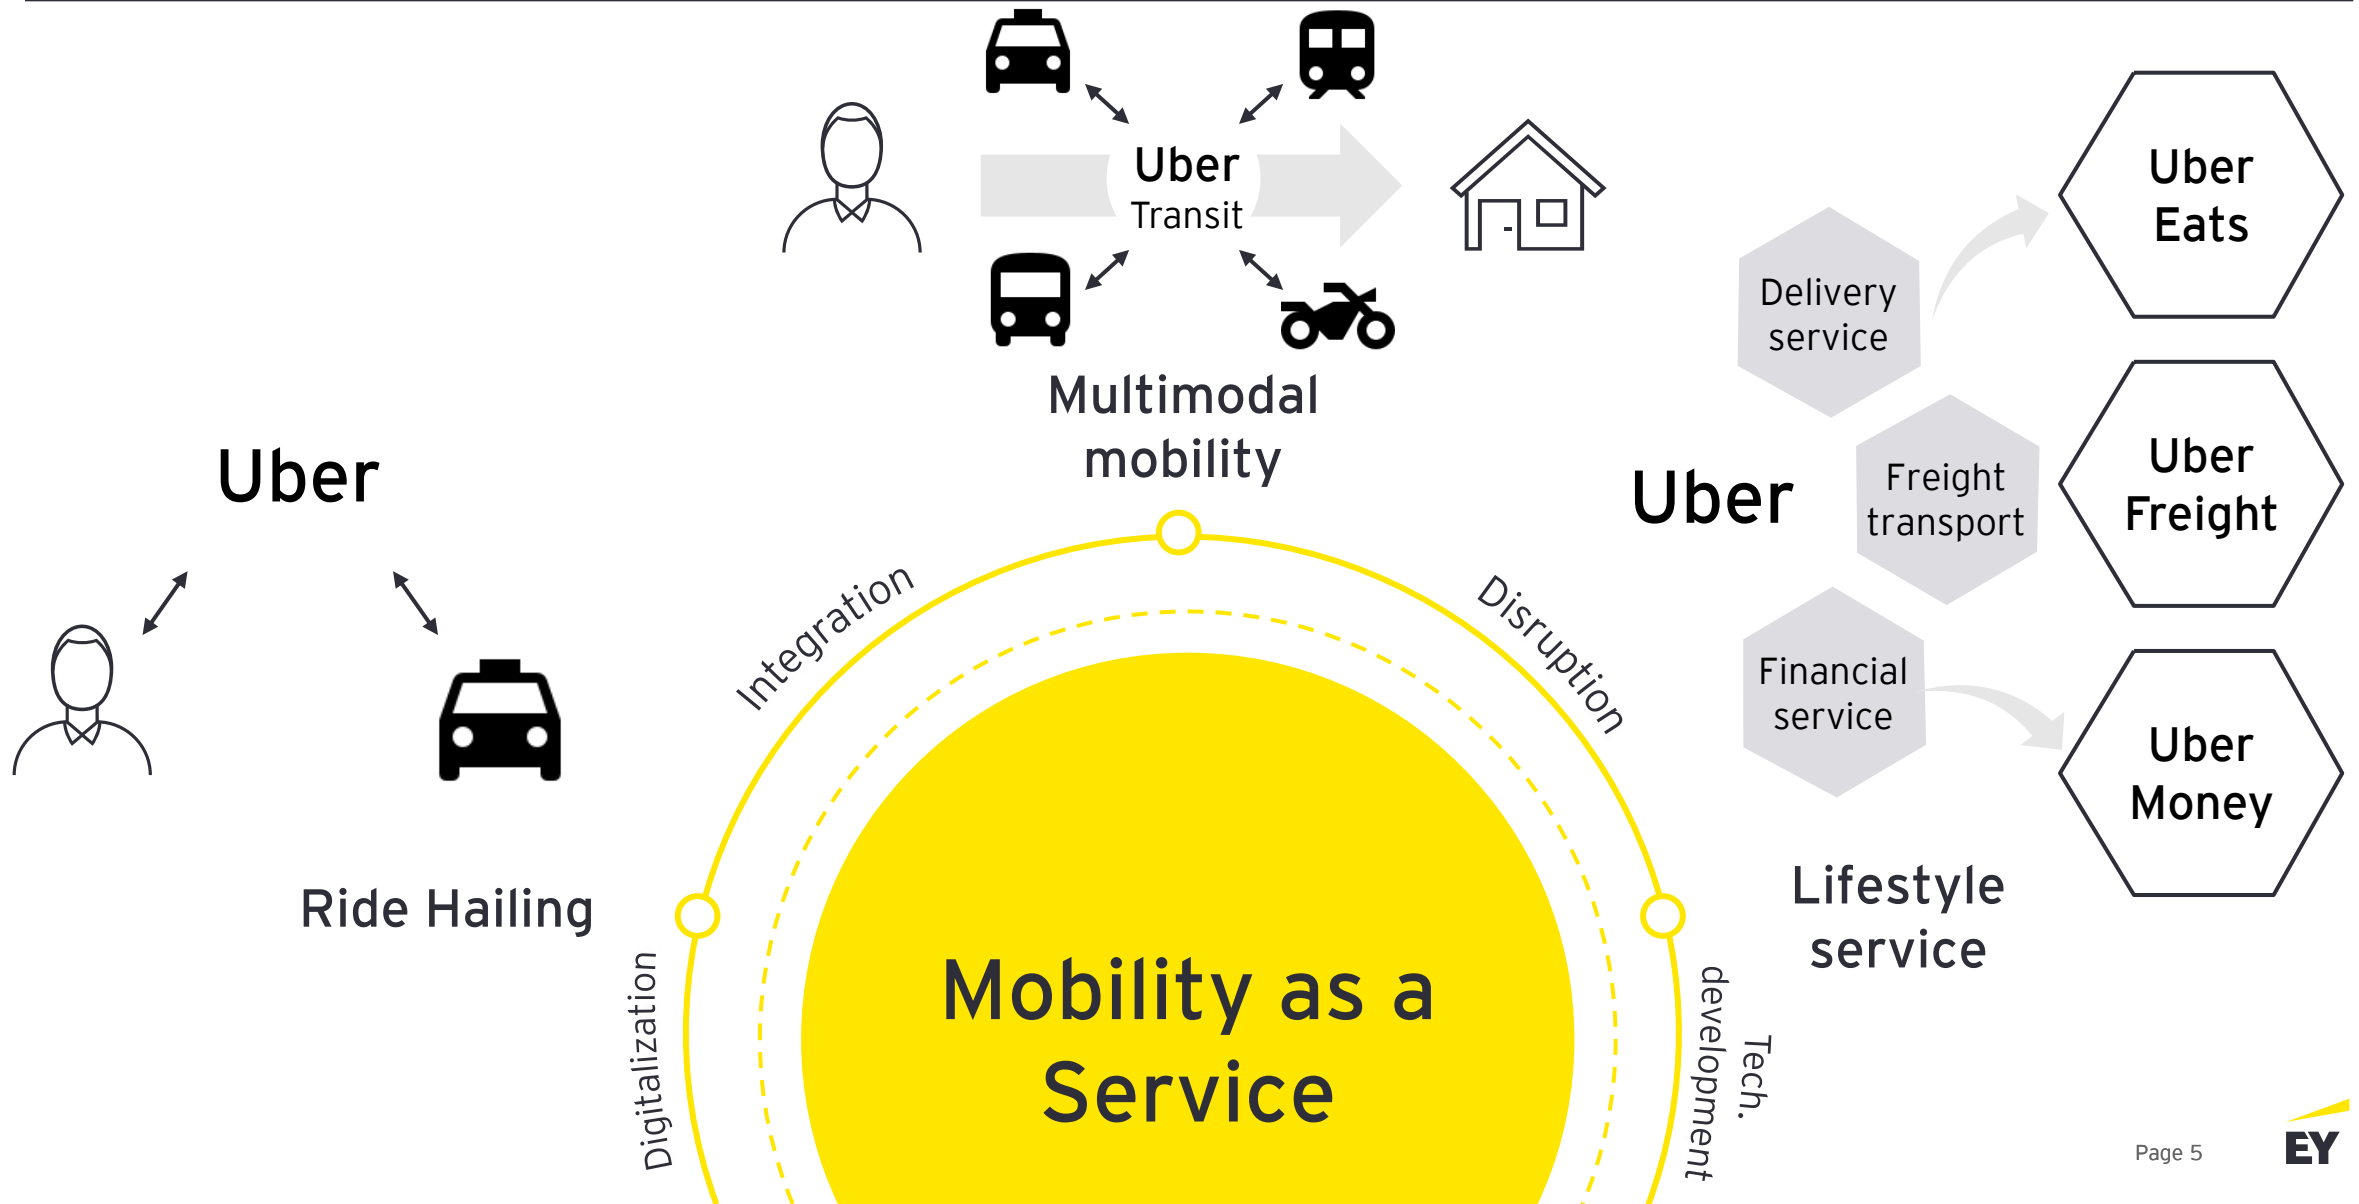 Uber
Ride Hailing
Uber
Transit
Multimodal
mobility
Uber
Delivery
service
Freight
transport
Financial
service
Uber
Eats
Uber
Freight
Uber
Money
Lifestyle
service
Digitalization
Integration
Disruption
Tech.
development
Mobility as a
Service
Page 5
EY